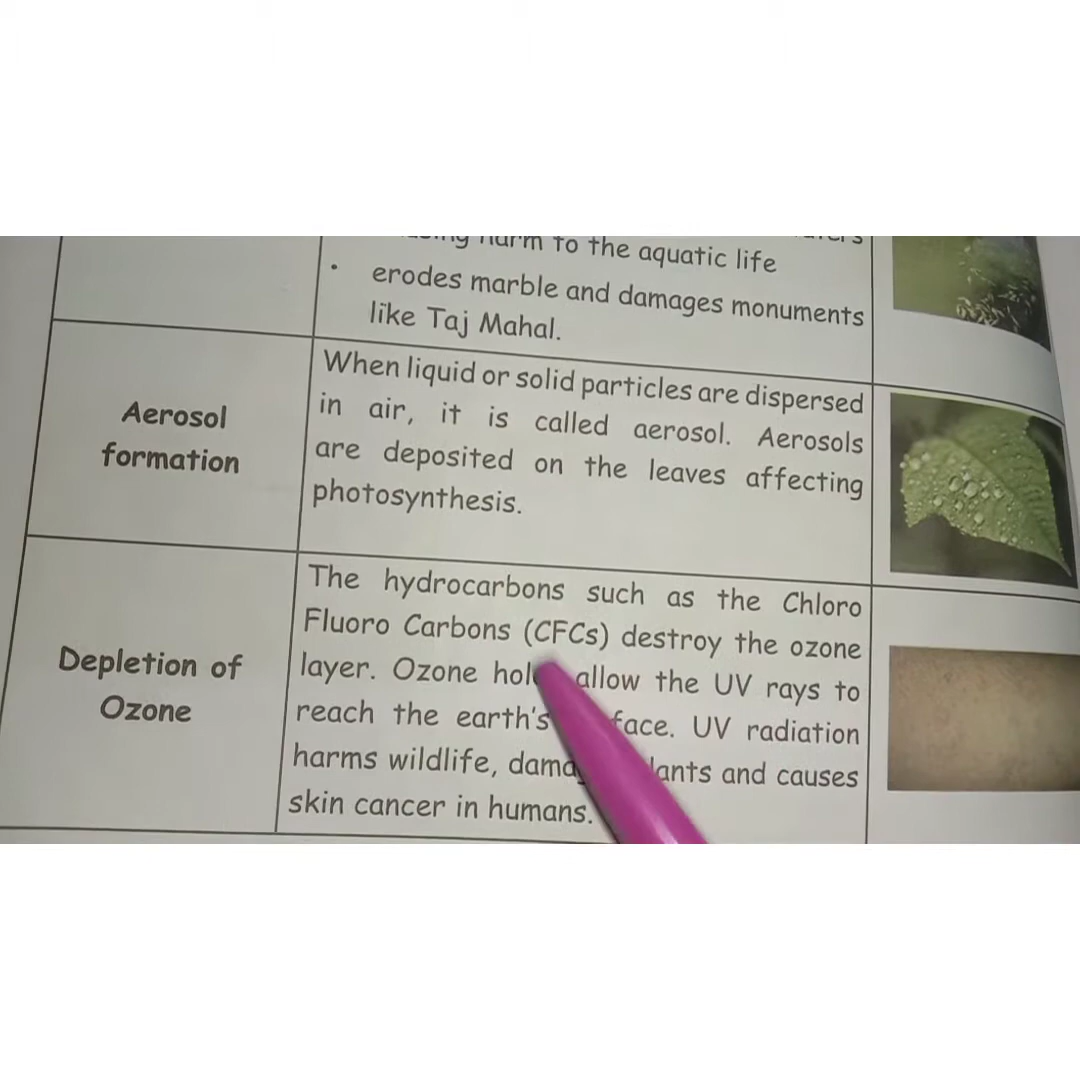 harm to the aquatic life
• erodes marble and damages monuments
like Taj Mahal.
Aerosol
formation
When liquid or solid particles are dispersed
in air, it is called aerosol. Aerosols
are deposited on the leaves affecting
photosynthesis.
Depletion of
Ozone
The hydrocarbons such as the Chloro
Fluoro Carbons (CFCs) destroy the ozone
layer. Ozone allow the UV rays to
reach the earth's UV radiation
harms wildlife, and causes
skin cancer in humans.